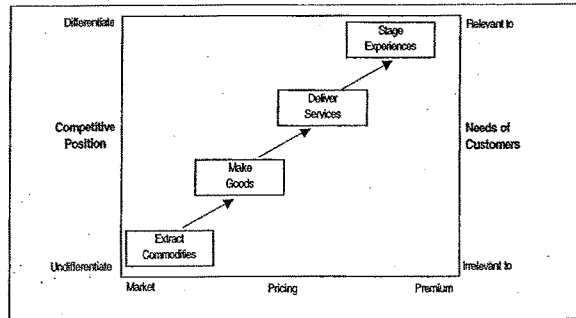 Differentiate
Stage
Experiences
Relevant to
Deliver
Services
Competitive
Position
Needs of
Customers
Make
Goods
Extract
Commodities
Undifferentiate
Irrelevant to
Market
Pricing
Premium